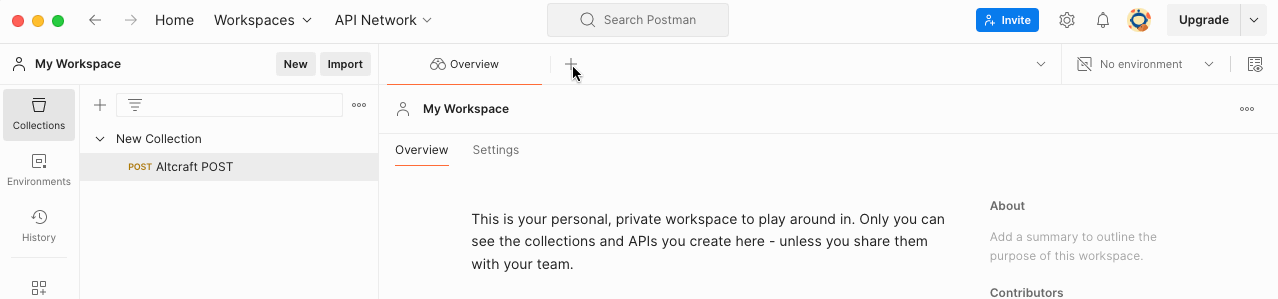 Home Workspaces API Network Search Postman Invite Upgrade
My Workspace New Import Overview No environment
Collections
Environments
History
New Collection
POST Altcraft POST
My Workspace
Overview Settings
This is your personal, private workspace to play around in. Only you can
see the collections and APIs you create here - unless you share them
with your team.
About
Add a summary to outline the
purpose of this workspace.
Contributors